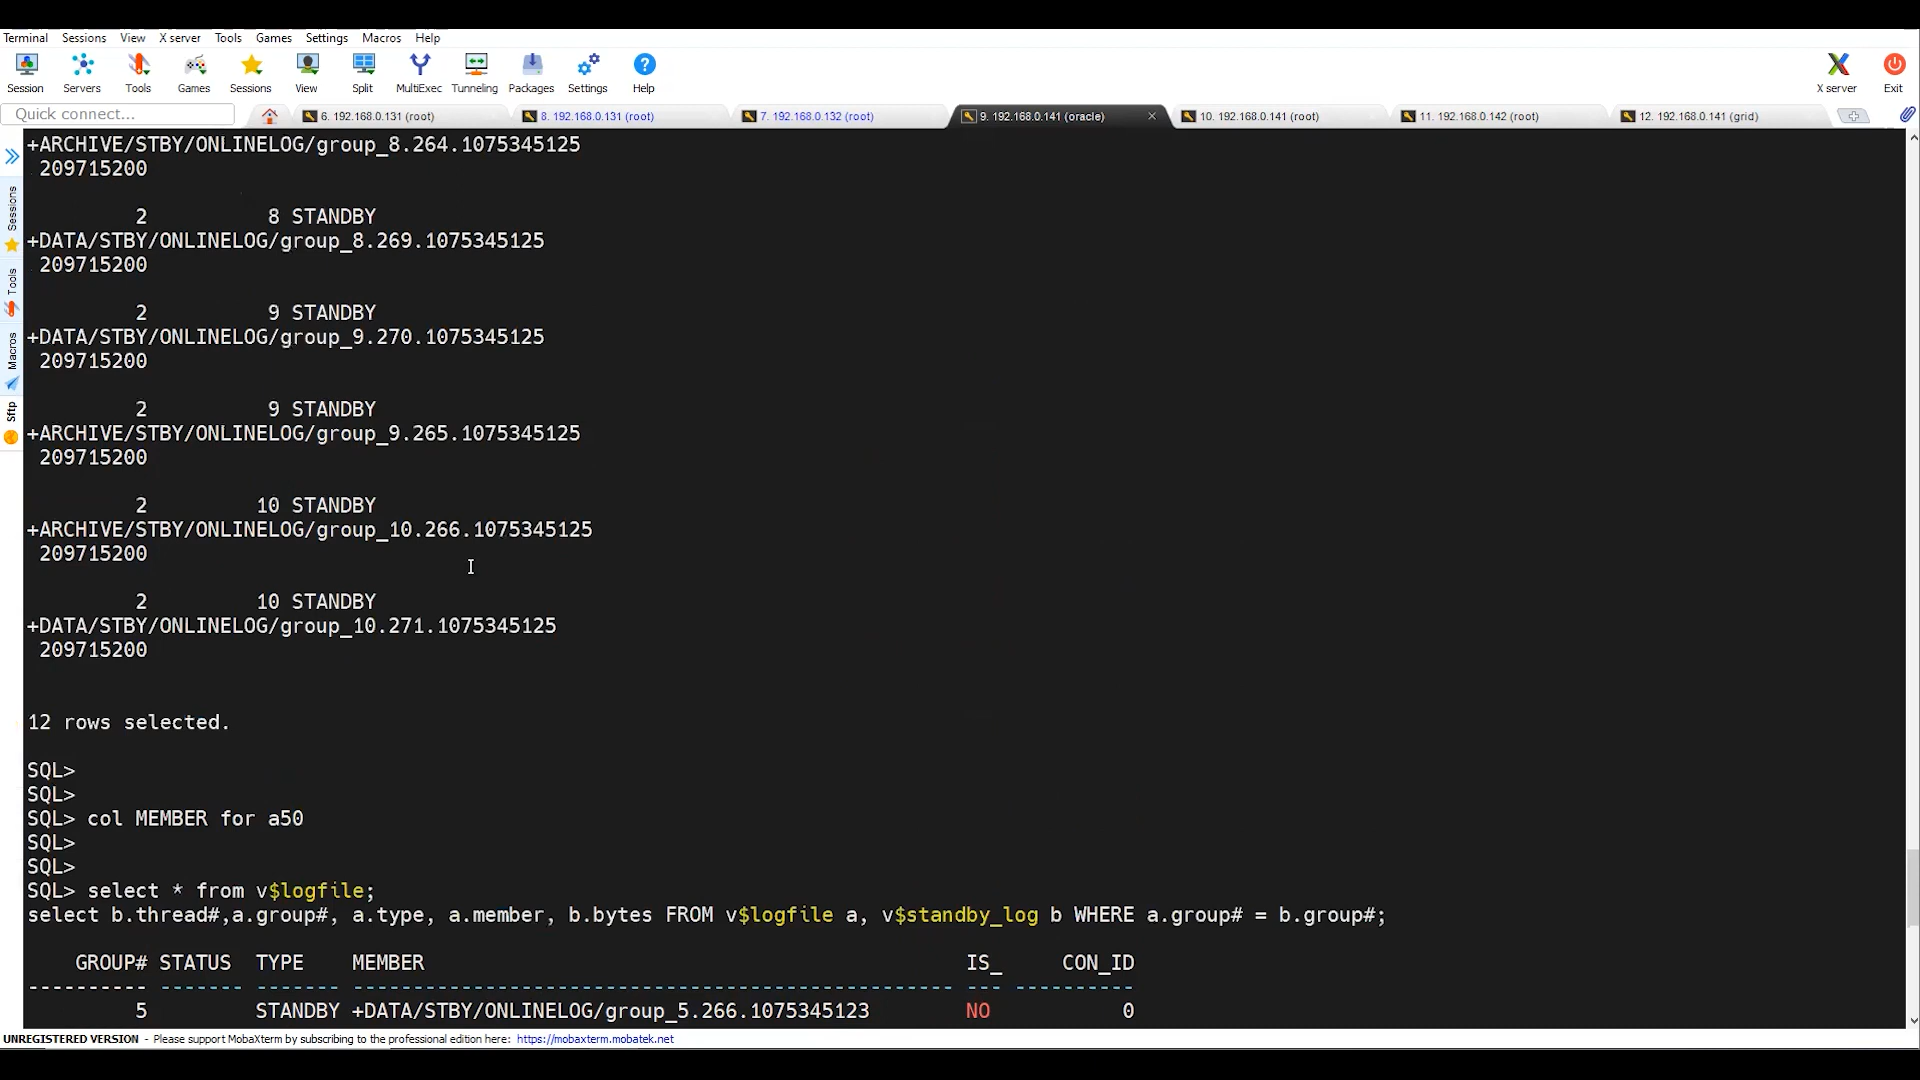 Terminal Sessions View X server Tools Games Settings Macros Help
Session Servers Tools Games Sessions View Split MultiExec Tunneling Packages Settings Help X server Exit
Quick connect... 6. 192.168.0.131 (root) 8. 192.168.0.131 (root) 7. 192.168.0.132 (root) 9. 192.168.0.141 (oracle) 10. 192.168.0.141 (root) 11. 192.168.0.142 (root) 12. 192.168.0.141 (grid)
Sessions
Tools
Macros
Sftp
+ARCHIVE/STBY/ONLINELOG/group_8.264.1075345125
209715200
2 8 STANDBY
+DATA/STBY/ONLINELOG/group_8.269.1075345125
209715200
2 9 STANDBY
+DATA/STBY/ONLINELOG/group_9.270.1075345125
209715200
2 9 STANDBY
+ARCHIVE/STBY/ONLINELOG/group_9.265.1075345125
209715200
2 10 STANDBY
+ARCHIVE/STBY/ONLINELOG/group_10.266.1075345125
209715200
2 10 STANDBY
+DATA/STBY/ONLINELOG/group_10.271.1075345125
209715200
12 rows selected.
SQL>
SQL>
SQL> col MEMBER for a50
SQL>
SQL>
SQL> select * from v$logfile;
select b.thread#,a.group#, a.type, a.member, b.bytes FROM v$logfile a, v$standby_log b WHERE a.group# = b.group#;
GROUP# STATUS TYPE MEMBER IS_ CON_ID
---------- ------- ------- -------------------------------------------------- --- ----------
5 STANDBY +DATA/STBY/ONLINELOG/group_5.266.1075345123 NO 0
UNREGISTERED VERSION - Please support MobaXterm by subscribing to the professional edition here: https://mobaxterm.mobatek.net